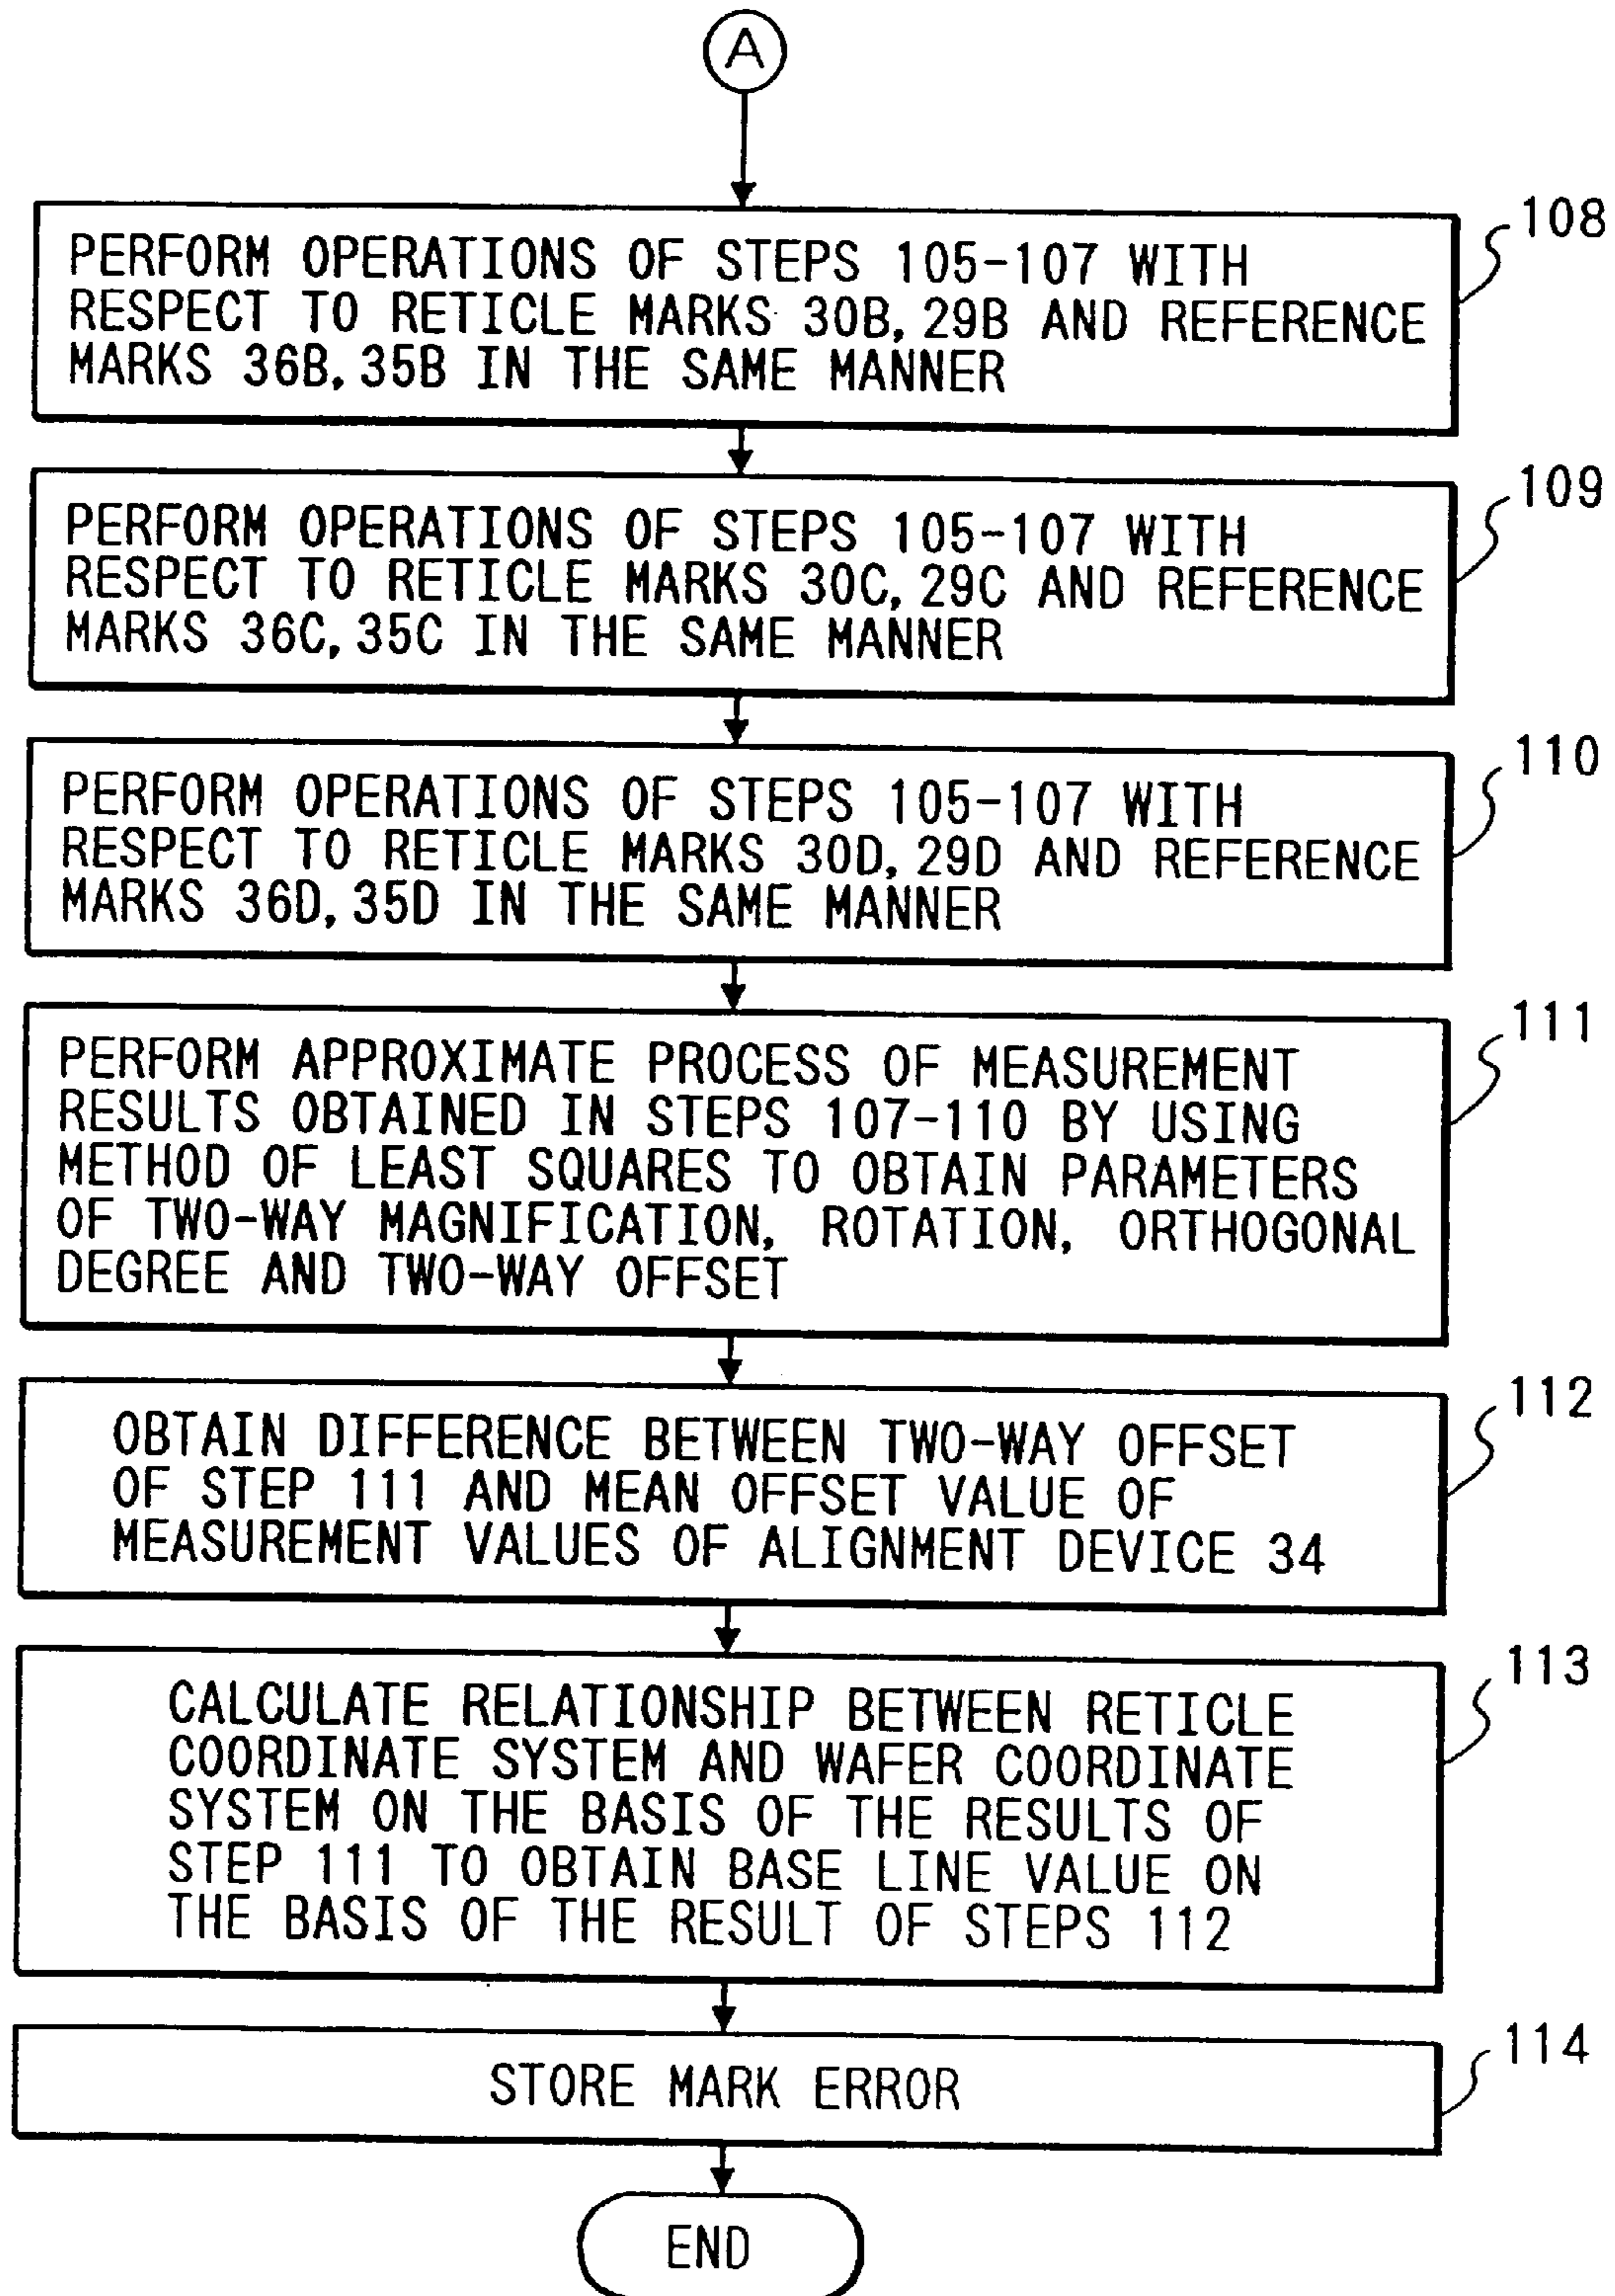 A
108
PERFORM OPERATIONS OF STEPS 105-107 WITH
RESPECT TO RETICLE MARKS 30B, 29B AND REFERENCE
MARKS 36B, 35B IN THE SAME MANNER
109
PERFORM OPERATIONS OF STEPS 105-107 WITH
RESPECT TO RETICLE MARKS 30C, 29C AND REFERENCE
MARKS 36C, 35C IN THE SAME MANNER
110
PERFORM OPERATIONS OF STEPS 105-107 WITH
RESPECT TO RETICLE MARKS 30D, 29D AND REFERENCE
MARKS 36D, 35D IN THE SAME MANNER
111
PERFORM APPROXIMATE PROCESS OF MEASUREMENT
RESULTS OBTAINED IN STEPS 107-110 BY USING
METHOD OF LEAST SQUARES TO OBTAIN PARAMETERS
OF TWO-WAY MAGNIFICATION, ROTATION, ORTHOGONAL
DEGREE AND TWO-WAY OFFSET
112
OBTAIN DIFFERENCE BETWEEN TWO-WAY OFFSET
OF STEP 111 AND MEAN OFFSET VALUE OF
MEASUREMENT VALUES OF ALIGNMENT DEVICE 34
113
CALCULATE RELATIONSHIP BETWEEN RETICLE
COORDINATE SYSTEM AND WAFER COORDINATE
SYSTEM ON THE BASIS OF THE RESULTS OF
STEP 111 TO OBTAIN BASE LINE VALUE ON
THE BASIS OF THE RESULT OF STEPS 112
114
STORE MARK ERROR
END